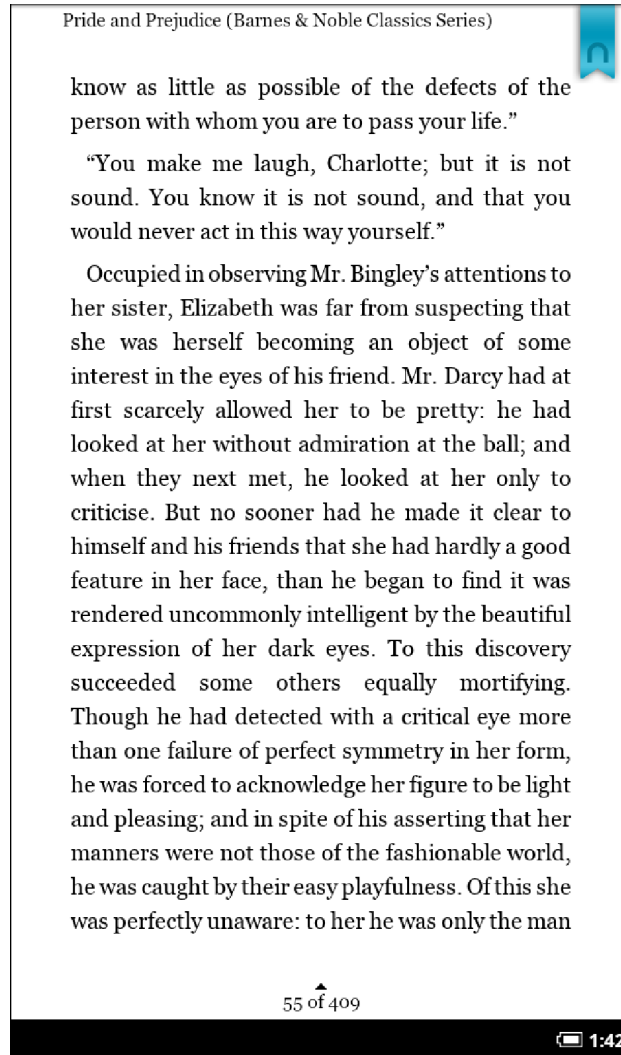 Pride and Prejudice (Barnes & Noble Classics Series)
know as little as possible of the defects of the
person with whom you are to pass your life.”
“You make me laugh, Charlotte; but it is not
sound. You know it is not sound, and that you
would never act in this way yourself.”
Occupied in observing Mr. Bingley’s attentions to
her sister, Elizabeth was far from suspecting that
she was herself becoming an object of some
interest in the eyes of his friend. Mr. Darcy had at
first scarcely allowed her to be pretty: he had
looked at her without admiration at the ball; and
when they next met, he looked at her only to
criticise. But no sooner had he made it clear to
himself and his friends that she had hardly a good
feature in her face, than he began to find it was
rendered uncommonly intelligent by the beautiful
expression of her dark eyes. To this discovery
succeeded some others equally mortifying.
Though he had detected with a critical eye more
than one failure of perfect symmetry in her form,
he was forced to acknowledge her figure to be light
and pleasing; and in spite of his asserting that her
manners were not those of the fashionable world,
he was caught by their easy playfulness. Of this she
was perfectly unaware: to her he was only the man
55 of 409
1:42